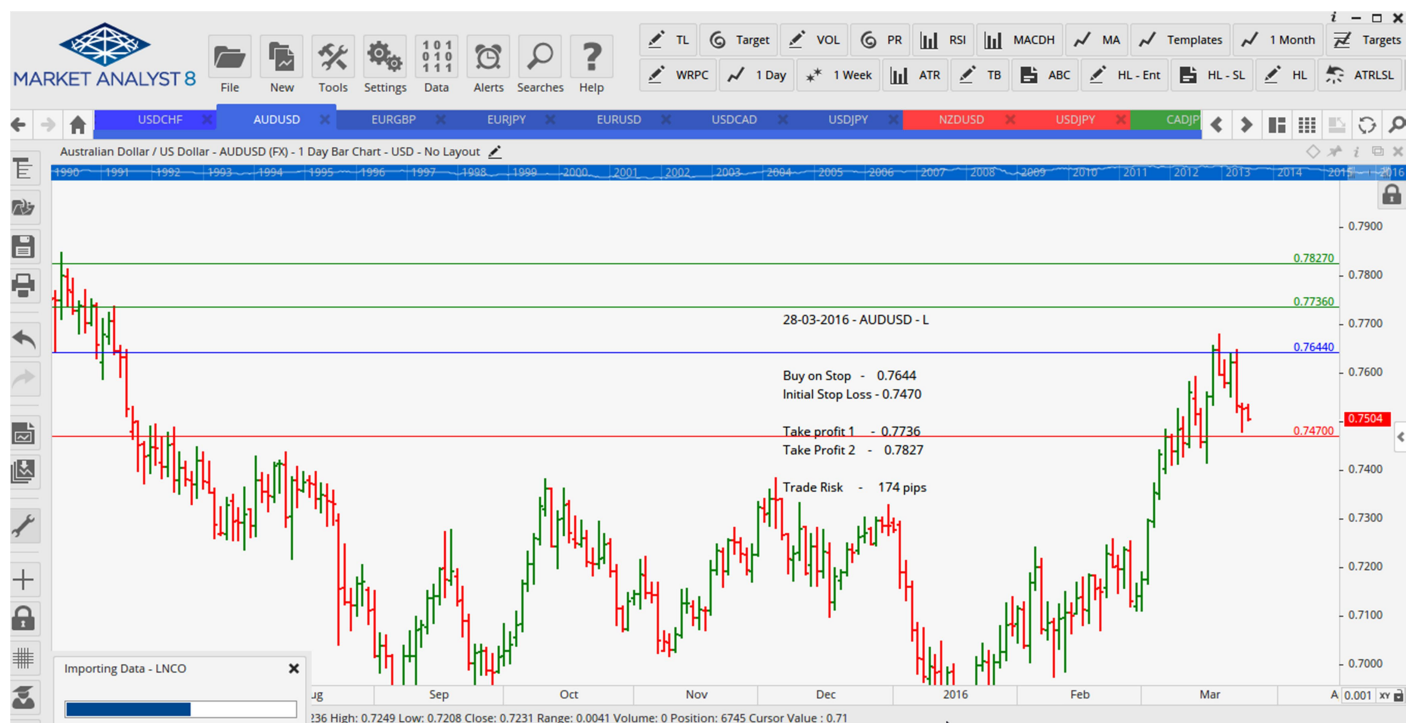 MARKET ANALYST 8
File
New
Tools
Settings
101
010
111
Data
Alerts
Searches
?
Help
TL
Target
VOL
PR
RSI
MACDH
MA
Templates
1 Month
Targets
WRPC
1 Day
1 Week
ATR
TB
ABC
HL - Ent
HL - SL
HL
ATRLSL
USDCHF
AUDUSD
EURGBP
EURJPY
EURUSD
USDCAD
USDJPY
NZDUSD
USDJPY
CADJP
Australian Dollar / US Dollar - AUDUSD (FX) - 1 Day Bar Chart - USD - No Layout
1990 1991 1992 1993 1994 1995 1996 1997 1998 1999 2000 2001 2002 2003 2004 2005 2006 2007 2008 2009 2010 2011 2012 2013 2014 2015 2016
0.7900
0.78270
0.7800
0.77360
28-03-2016 - AUDUSD - L
0.7700
0.76440
Buy on Stop - 0.7644
0.7600
Initial Stop Loss - 0.7470
0.7504
Take profit 1 - 0.7736
0.74700
Take Profit 2 - 0.7827
0.7400
Trade Risk - 174 pips
0.7300
0.7200
0.7100
0.7000
Importing Data - LNCO
ug Sep Oct Nov Dec 2016 Feb Mar A 0.001 XY
236 High: 0.7249 Low: 0.7208 Close: 0.7231 Range: 0.0041 Volume: 0 Position: 6745 Cursor Value : 0.71